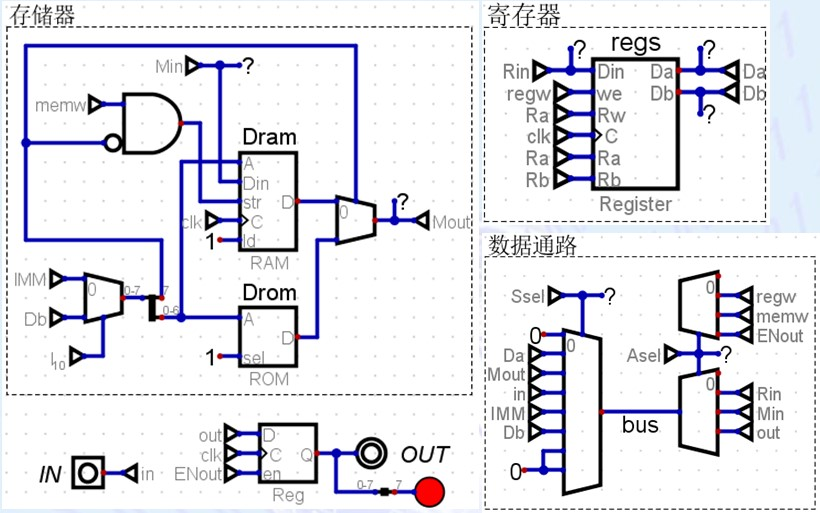 存储器
Min
?
memw
Dram
A
Din
str
D
clk
C
1
ld
RAM
0
?
Mout
IMM
0
0-7
7
0-6
Db
I10
Drom
A
D
1
sel
ROM
IN
in
out
D
clk
C
Q
ENout
en
Reg
0-7
7
OUT
寄存器
regs
?
?
Rin
Din
Da
Da
regw
we
Db
Db
Ra
Rw
?
clk
C
Ra
Ra
Rb
Rb
Register
数据通路
Ssel
?
0
0
Da
Mout
in
IMM
Db
0
bus
0
regw
memw
ENout
Asel
?
0
Rin
Min
out